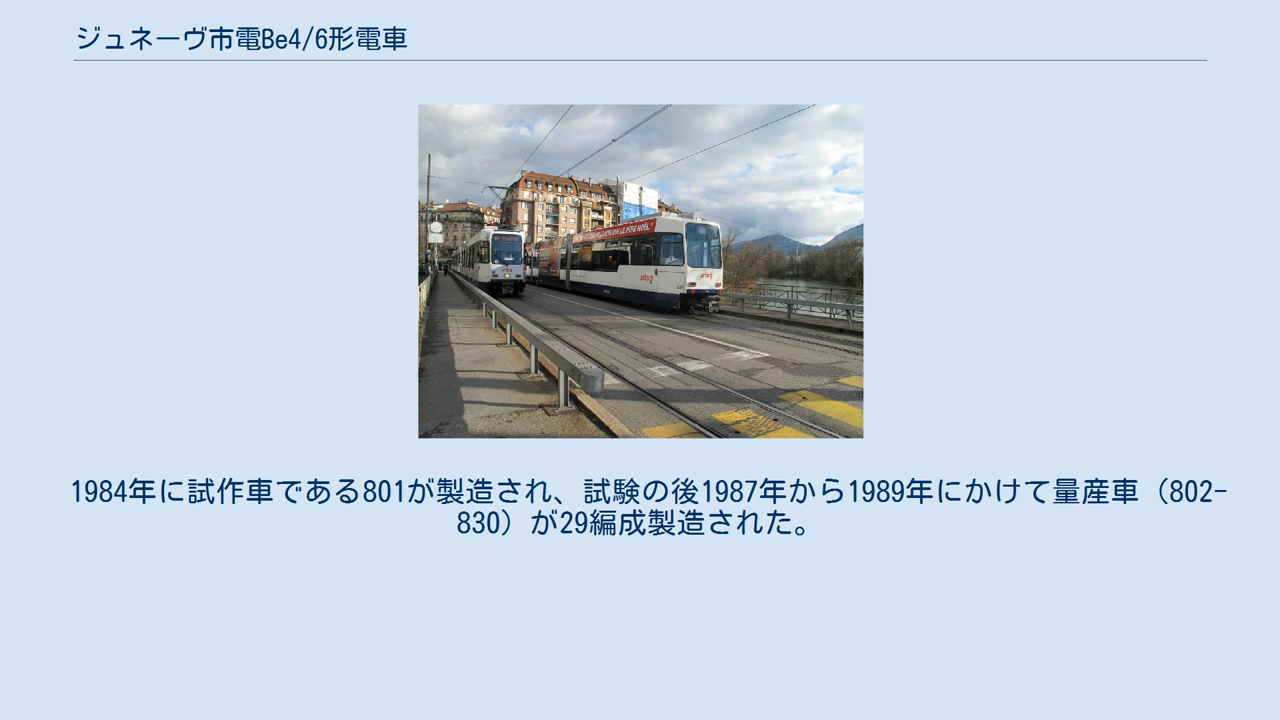 ジュネーヴ市電Be4/6形電車
1984年に試作車である801が製造され、試験の後1987年から1989年にかけて量産車（802-
830）が29編成製造された。